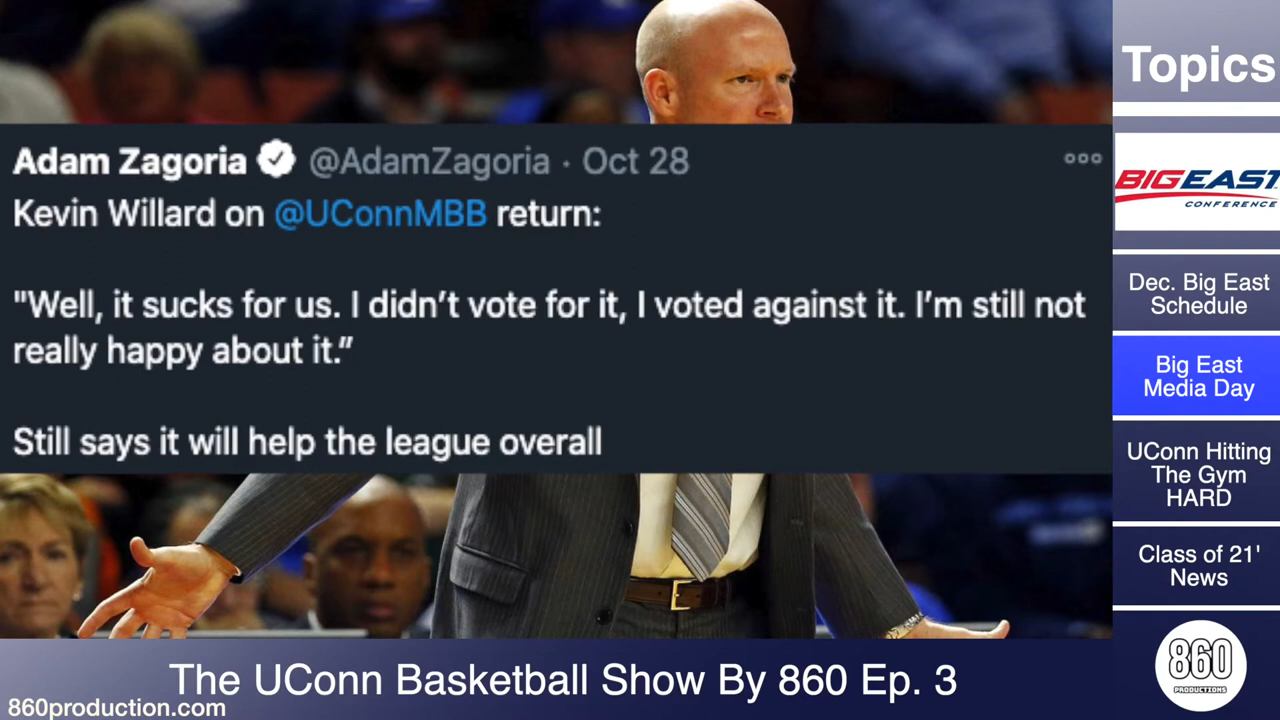 Topics
Adam Zagoria @AdamZagoria · Oct 28
Kevin Willard on @UConnMBB return:
"Well, it sucks for us. I didn’t vote for it, I voted against it. I’m still not
really happy about it.”
Still says it will help the league overall
BIGEAST
CONFERENCE
Dec. Big East
Schedule
Big East
Media Day
UConn Hitting
The Gym
HARD
Class of 21'
News
860
PRODUCTIONS
The UConn Basketball Show By 860 Ep. 3
860production.com